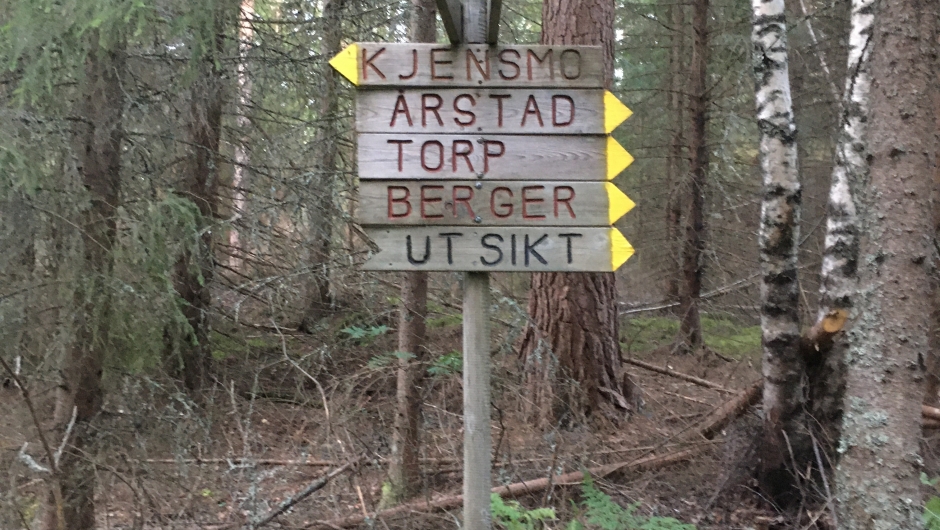 KJENSMO
ÅRSTAD
TORP
BERGER
UTSIKT